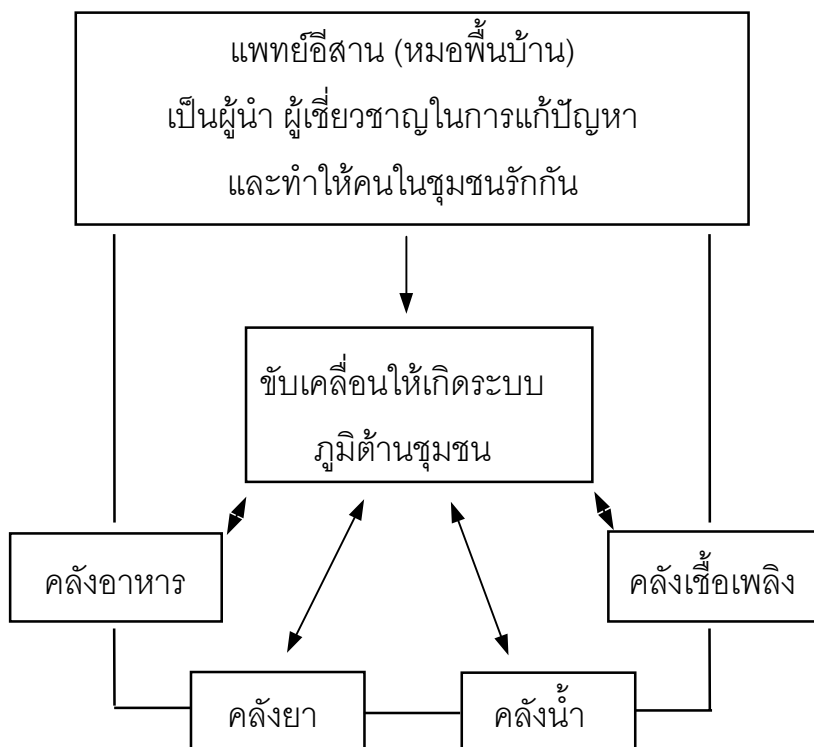 แพทย์อีสาน (หมอพื้นบ้าน)
เป็นผู้นำ ผู้เชี่ยวชาญในการแก้ปัญหา
และทำให้คนในชุมชนรักกัน
ขับเคลื่อนให้เกิดระบบ
ภูมิต้านชุมชน
คลังอาหาร
คลังเชื้อเพลิง
คลังยา
คลังน้ำ